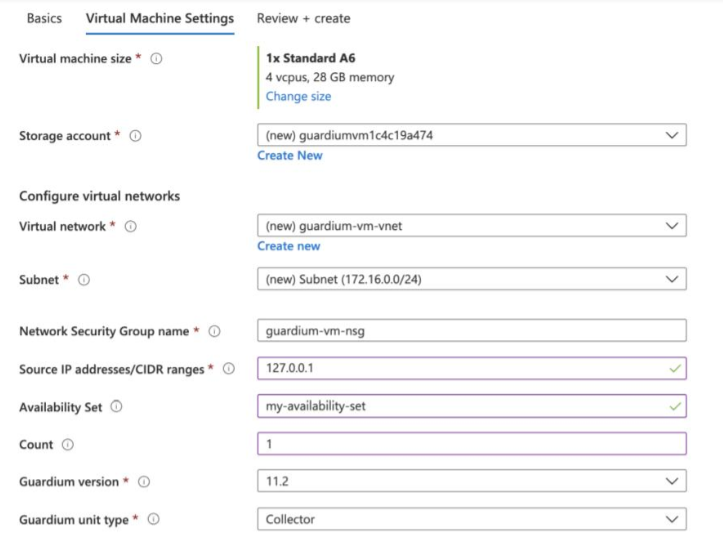 Basics Virtual Machine Settings Review + create
Virtual machine size * 1x Standard A6
4 vcpus, 28 GB memory
Change size
Storage account * (new) guardiumvm1c4c19a474
Create New
Configure virtual networks
Virtual network * (new) guardium-vm-vnet
Create new
Subnet * (new) Subnet (172.16.0.0/24)
Network Security Group name * guardium-vm-nsg
Source IP addresses/CIDR ranges * 127.0.0.1
Availability Set my-availability-set
Count 1
Guardium version * 11.2
Guardium unit type * Collector